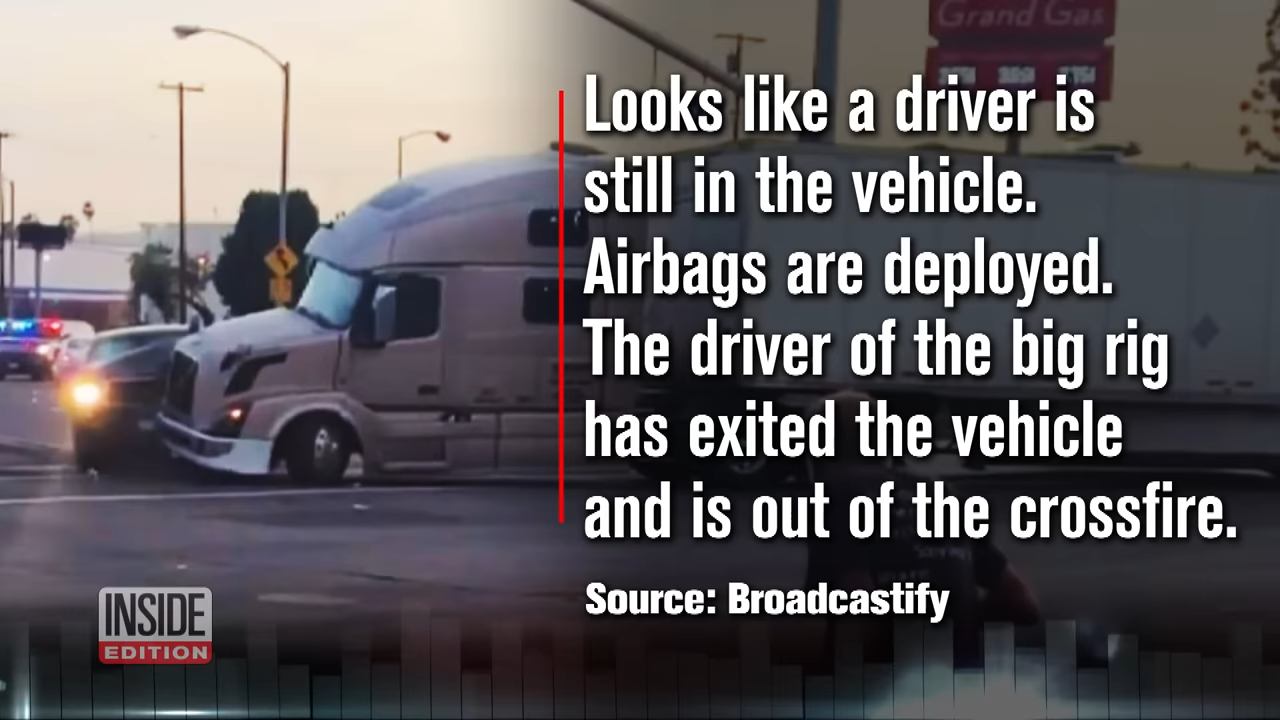 Grand Gas
Looks like a driver is
still in the vehicle.
Airbags are deployed.
The driver of the big rig
has exited the vehicle
and is out of the crossfire.
Source: Broadcastify
INSIDE
EDITION